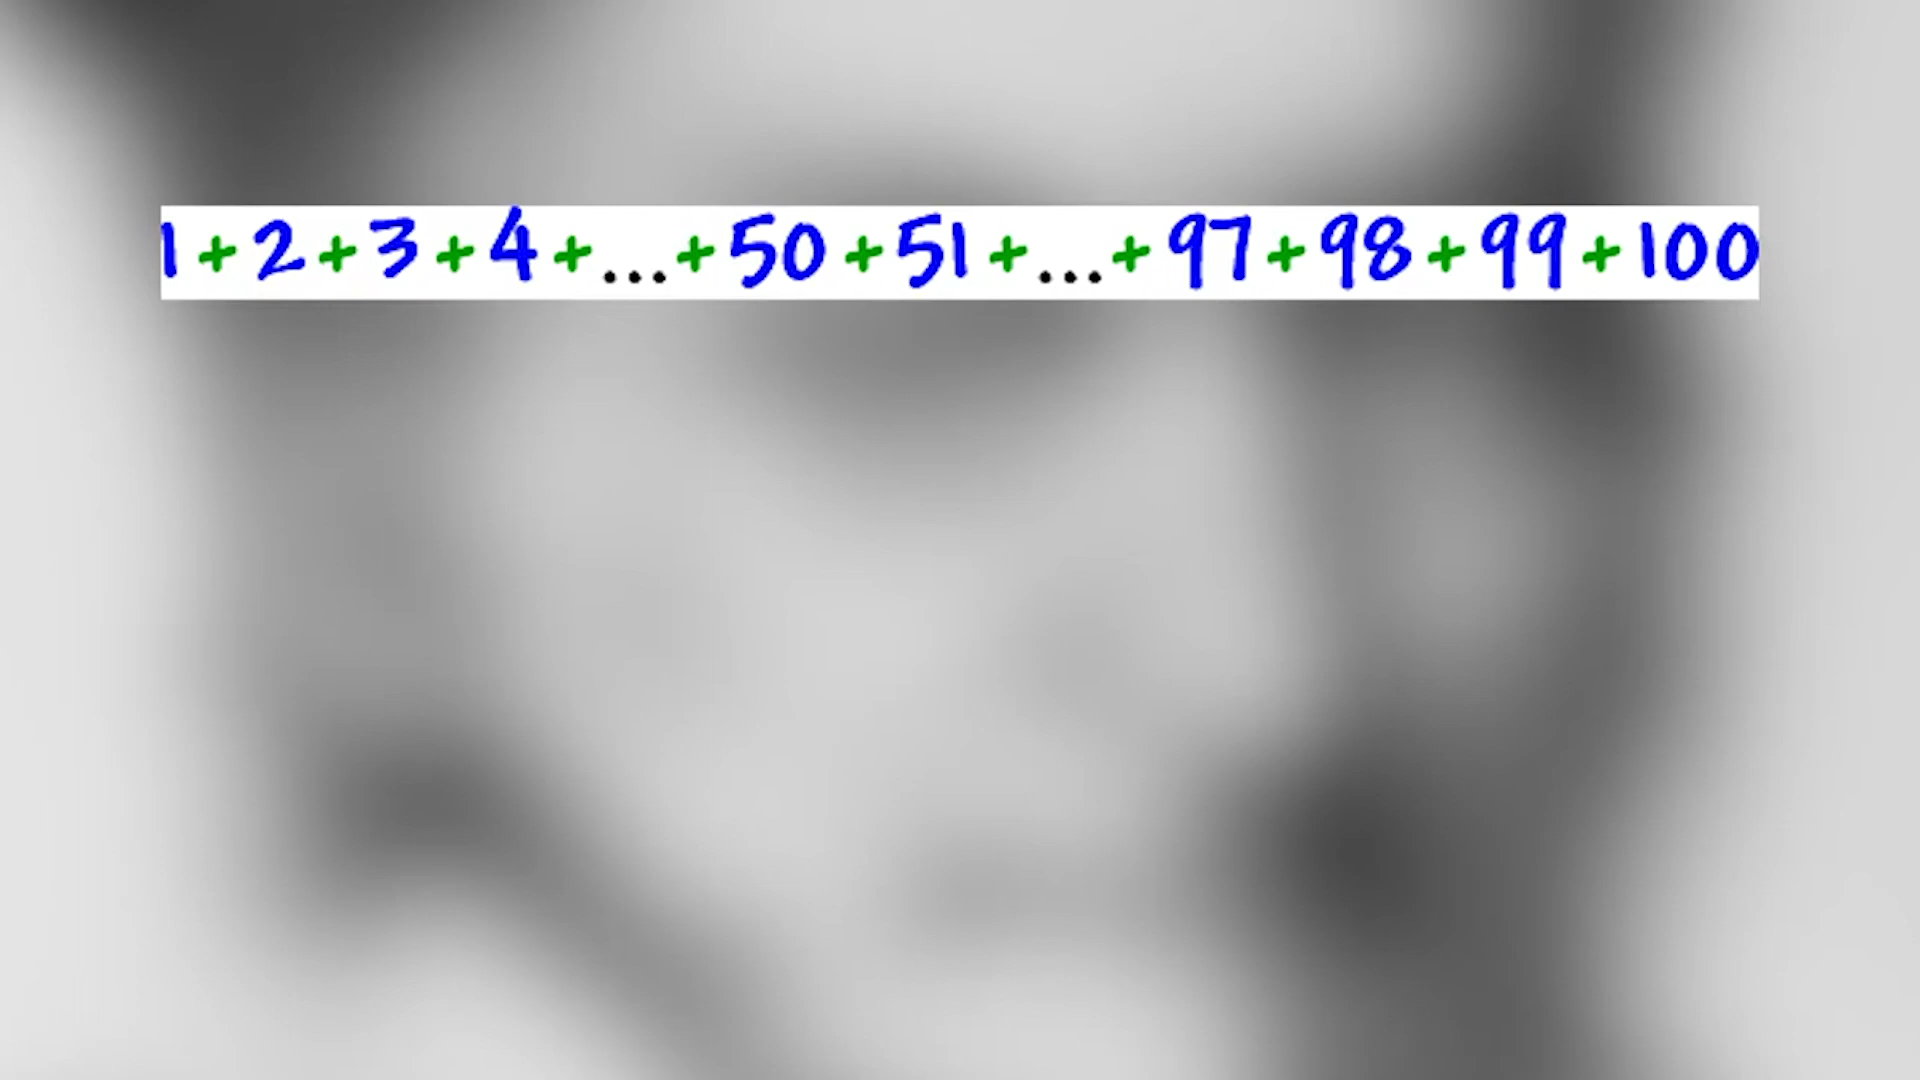 1 + 2 + 3 + 4 + ... + 50 + 51 + ... + 97 + 98 + 99 + 100